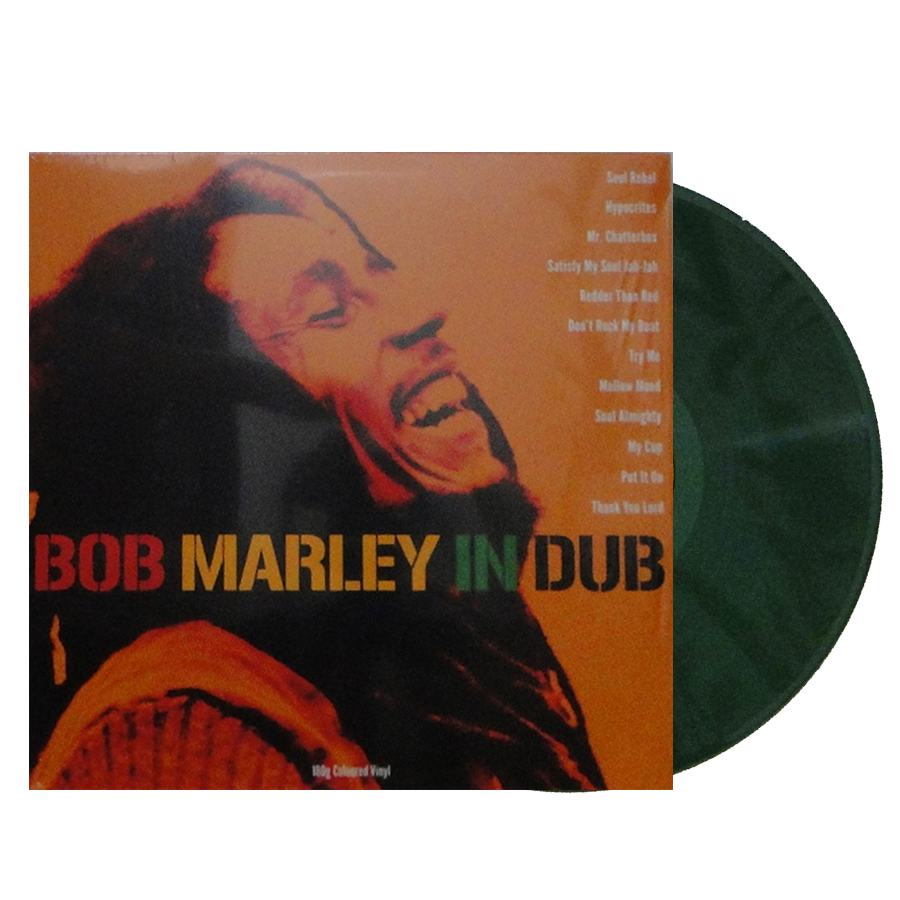 Soul Rebel
Hypocrites
Mr. Chatterbox
Satisfy My Soul Jah-Jah
Redder Than Red
Don't Rock My Boat
Try Me
Mellow Mood
Soul Almighty
My Cup
Put It On
Thank You Lord
BOB MARLEY IN DUB
180g Coloured Vinyl